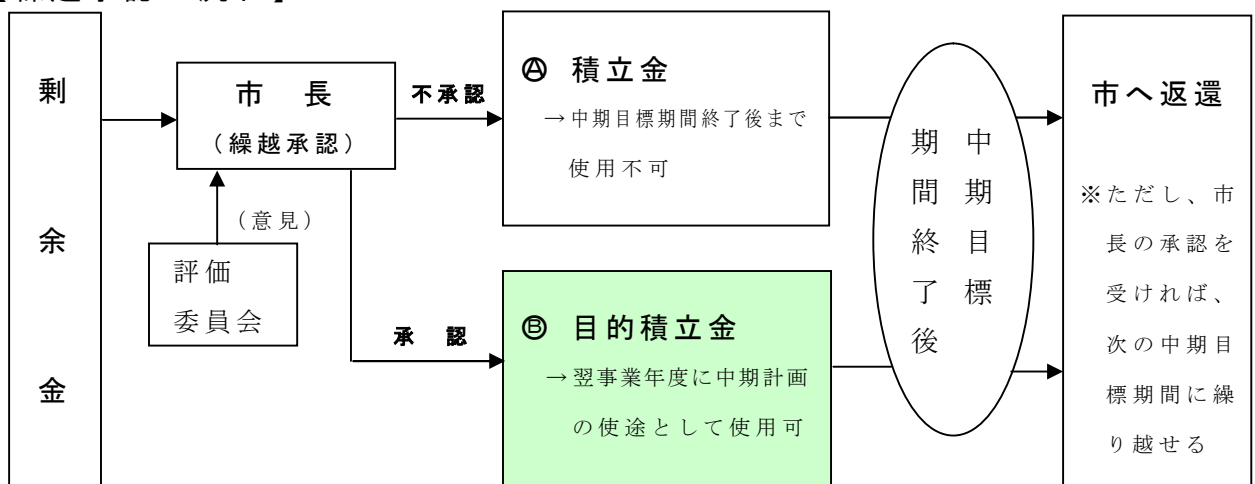 剰余金
市長
（繰越承認）
（意見）
評価
委員会
不承認
承認
Ⓐ 積立金
→中期目標期間終了後まで
使用不可
Ⓑ 目的積立金
→翌事業年度に中期計画
の使途として使用可
中期目標
期間終了後
市へ返還
※ただし、市
長の承認を
受ければ、
次の中期目
標期間に繰
り越せる